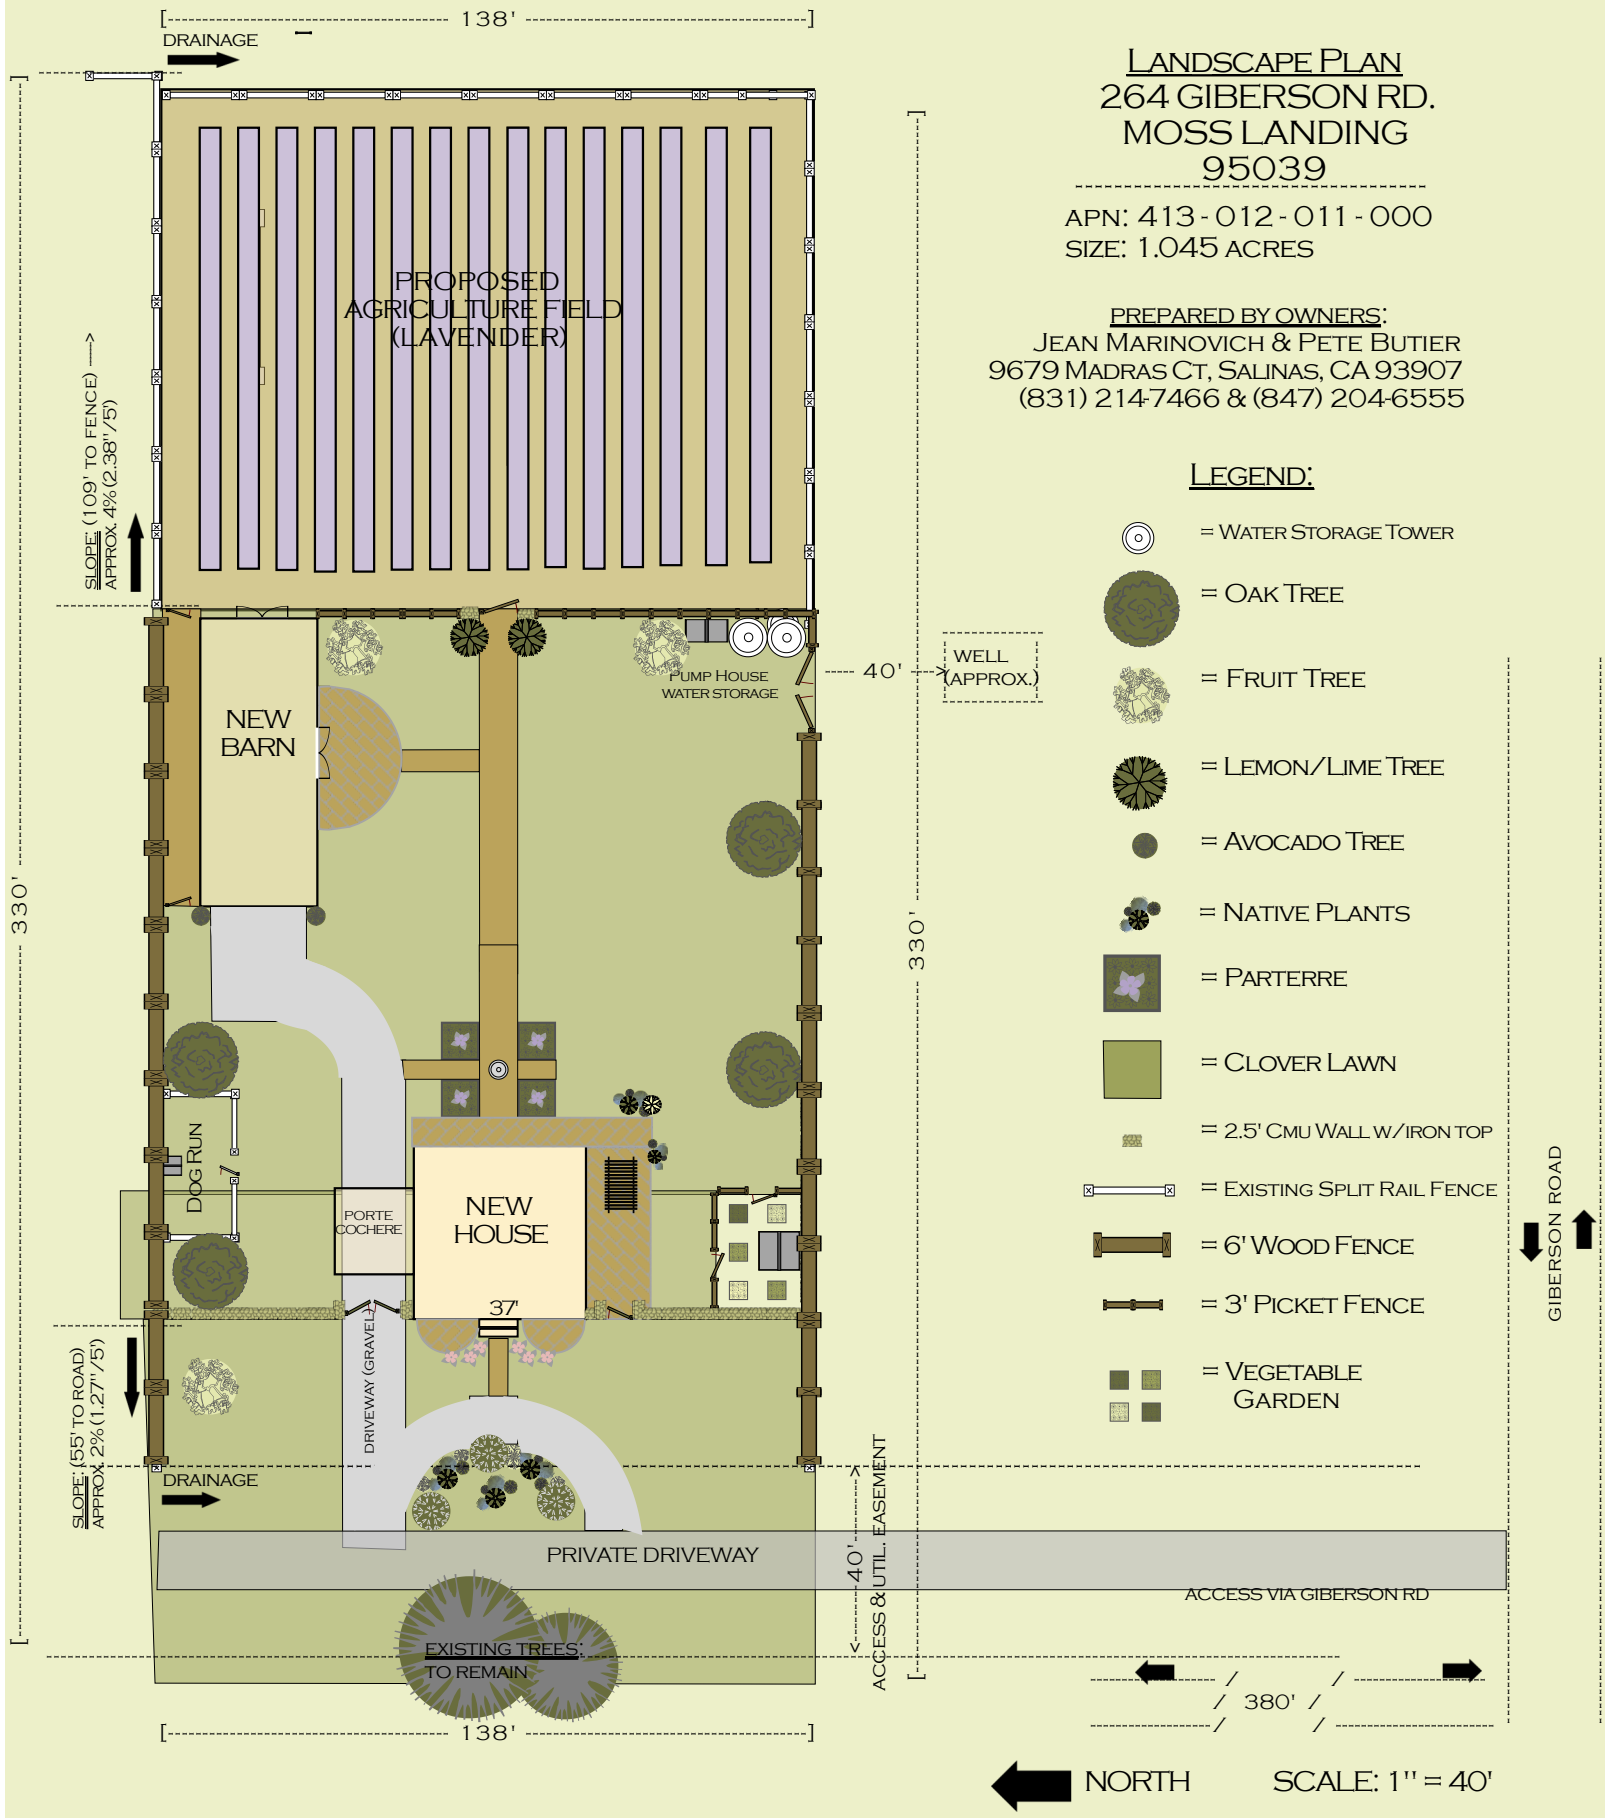 138'
DRAINAGE
LANDSCAPE PLAN
264 GIBERSON RD.
MOSS LANDING
95039
APN: 413-012-011-000
SIZE: 1.045 ACRES
PREPARED BY OWNERS:
JEAN MARINOVICH & PETE BUTIER
9679 MADRAS CT, SALINAS, CA 93907
(831) 214-7466 & (847) 204-6555
PROPOSED
AGRICULTURE FIELD
(LAVENDER)
SLOPE: (109' TO FENCE) ---->
APPROX. 4% (2.38"/5')
LEGEND:
= WATER STORAGE TOWER
= OAK TREE
= FRUIT TREE
= LEMON/LIME TREE
= AVOCADO TREE
= NATIVE PLANTS
= PARTERRE
= CLOVER LAWN
= 2.5' CMU WALL W/IRON TOP
= EXISTING SPLIT RAIL FENCE
= 6' WOOD FENCE
= 3' PICKET FENCE
= VEGETABLE
GARDEN
PUMP HOUSE
WATER STORAGE
40'
WELL
(APPROX.)
NEW
BARN
330'
330'
DOG RUN
PORTE
COCHERE
NEW
HOUSE
37'
DRIVEWAY (GRAVEL)
SLOPE: (55' TO ROAD)
APPROX. 2% (1.27"/5')
DRAINAGE
PRIVATE DRIVEWAY
40'
ACCESS & UTIL. EASEMENT
ACCESS VIA GIBERSON RD
GIBERSON ROAD
EXISTING TREES:
TO REMAIN
138'
/ /
/ 380' /
/ /
NORTH
SCALE: 1" = 40'